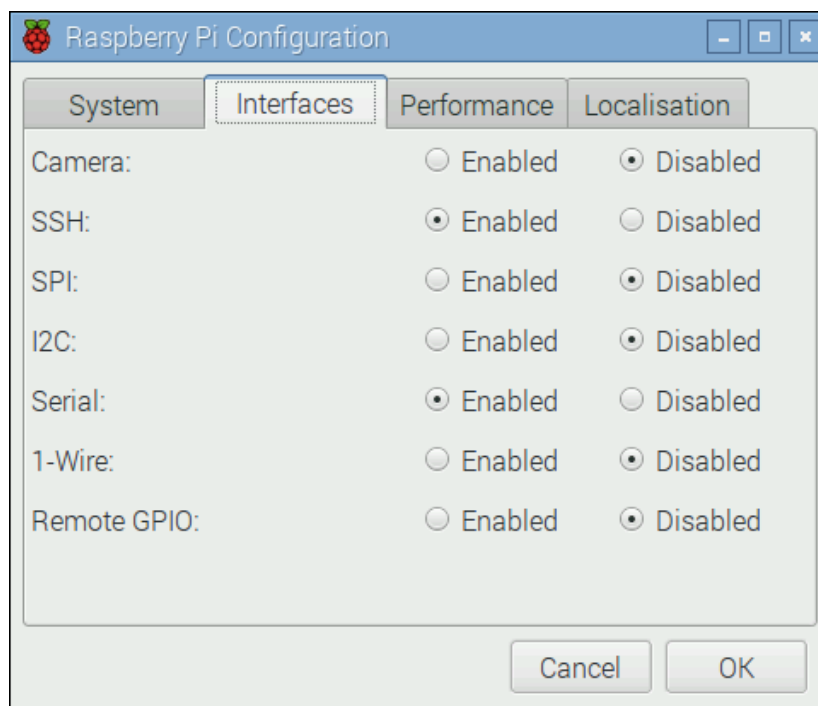 Raspberry Pi Configuration
System Interfaces Performance Localisation
Camera: Enabled Disabled
SSH: Enabled Disabled
SPI: Enabled Disabled
I2C: Enabled Disabled
Serial: Enabled Disabled
1-Wire: Enabled Disabled
Remote GPIO: Enabled Disabled
Cancel OK